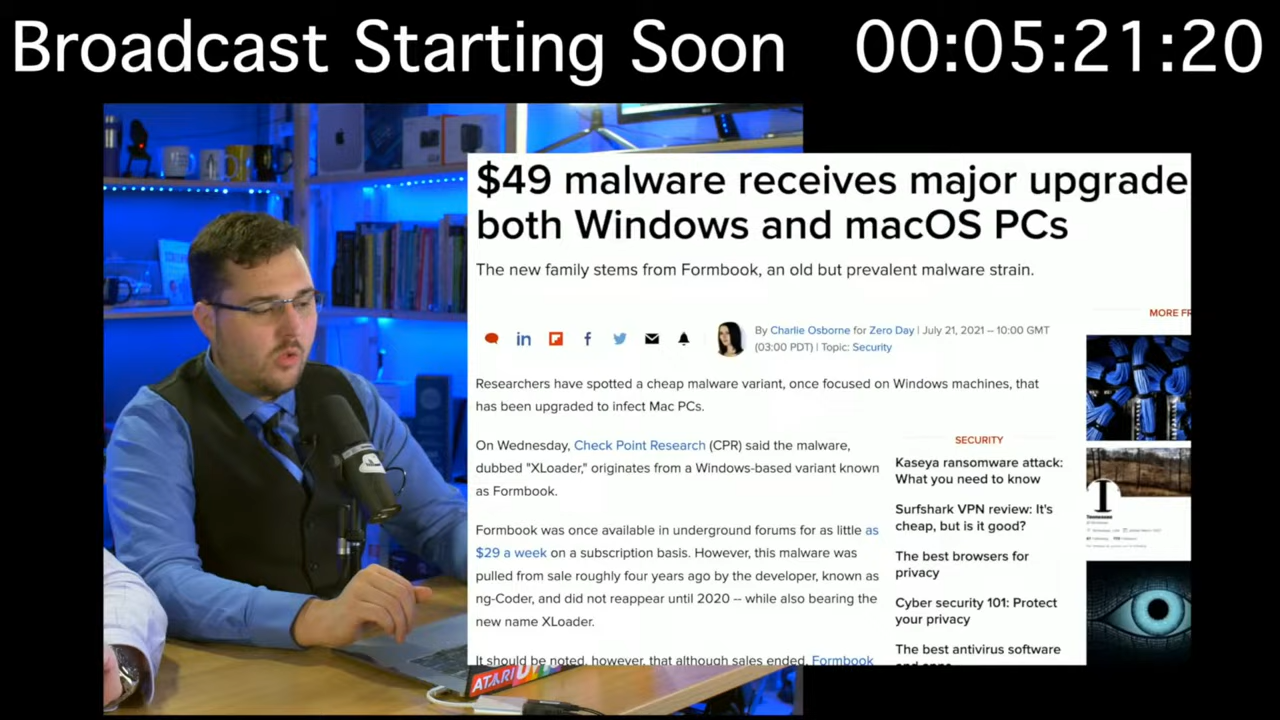 Broadcast Starting Soon 00:05:21:20
$49 malware receives major upgrade
both Windows and macOS PCs
The new family stems from Formbook, an old but prevalent malware strain.
MORE FR
By Charlie Osborne for Zero Day | July 21, 2021 -- 10:00 GMT
(03:00 PDT) | Topic: Security
Researchers have spotted a cheap malware variant, once focused on Windows machines, that
has been upgraded to infect Mac PCs.
On Wednesday, Check Point Research (CPR) said the malware,
dubbed "XLoader," originates from a Windows-based variant known
as Formbook.
Formbook was once available in underground forums for as little as
$29 a week on a subscription basis. However, this malware was
pulled from sale roughly four years ago by the developer, known as
ng-Coder, and did not reappear until 2020 -- while also bearing the
new name XLoader.
It should be noted, however, that although sales ended, Formbook
SECURITY
Kaseya ransomware attack:
What you need to know
Surfshark VPN review: It's
cheap, but is it good?
The best browsers for
privacy
Cyber security 101: Protect
your privacy
The best antivirus software
and apps
ATARI